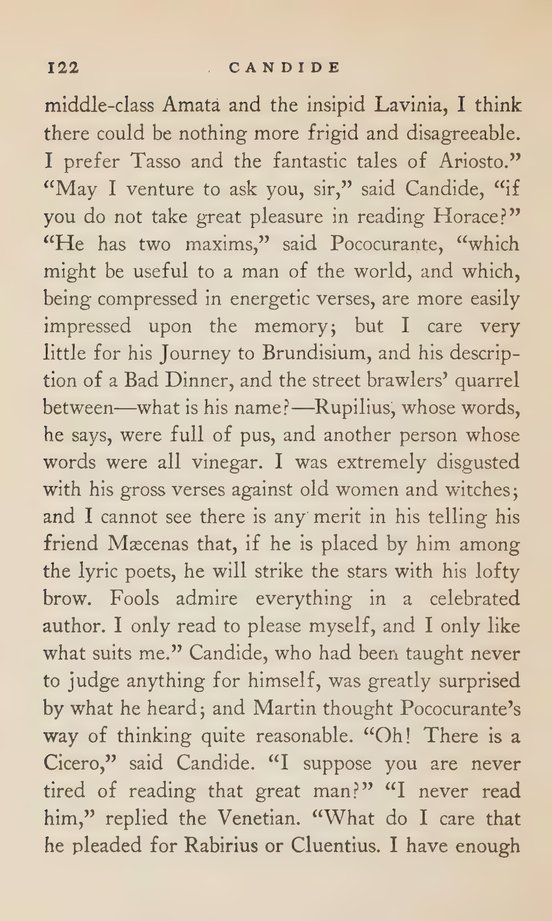 122 CANDIDE
middle-class Amata and the insipid Lavinia, I think
there could be nothing more frigid and disagreeable.
I prefer Tasso and the fantastic tales of Ariosto.”
“May I venture to ask you, sir,” said Candide, “if
you do not take great pleasure in reading Horace?”
“He has two maxims,” said Pococurante, “which
might be useful to a man of the world, and which,
being compressed in energetic verses, are more easily
impressed upon the memory; but I care very
little for his Journey to Brundisium, and his descrip-
tion of a Bad Dinner, and the street brawlers’ quarrel
between—what is his name?—Rupilius, whose words,
he says, were full of pus, and another person whose
words were all vinegar. I was extremely disgusted
with his gross verses against old women and witches;
and I cannot see there is any merit in his telling his
friend Mæcenas that, if he is placed by him among
the lyric poets, he will strike the stars with his lofty
brow. Fools admire everything in a celebrated
author. I only read to please myself, and I only like
what suits me.” Candide, who had been taught never
to judge anything for himself, was greatly surprised
by what he heard; and Martin thought Pococurante’s
way of thinking quite reasonable. “Oh! There is a
Cicero,” said Candide. “I suppose you are never
tired of reading that great man?” “I never read
him,” replied the Venetian. “What do I care that
he pleaded for Rabirius or Cluentius. I have enough